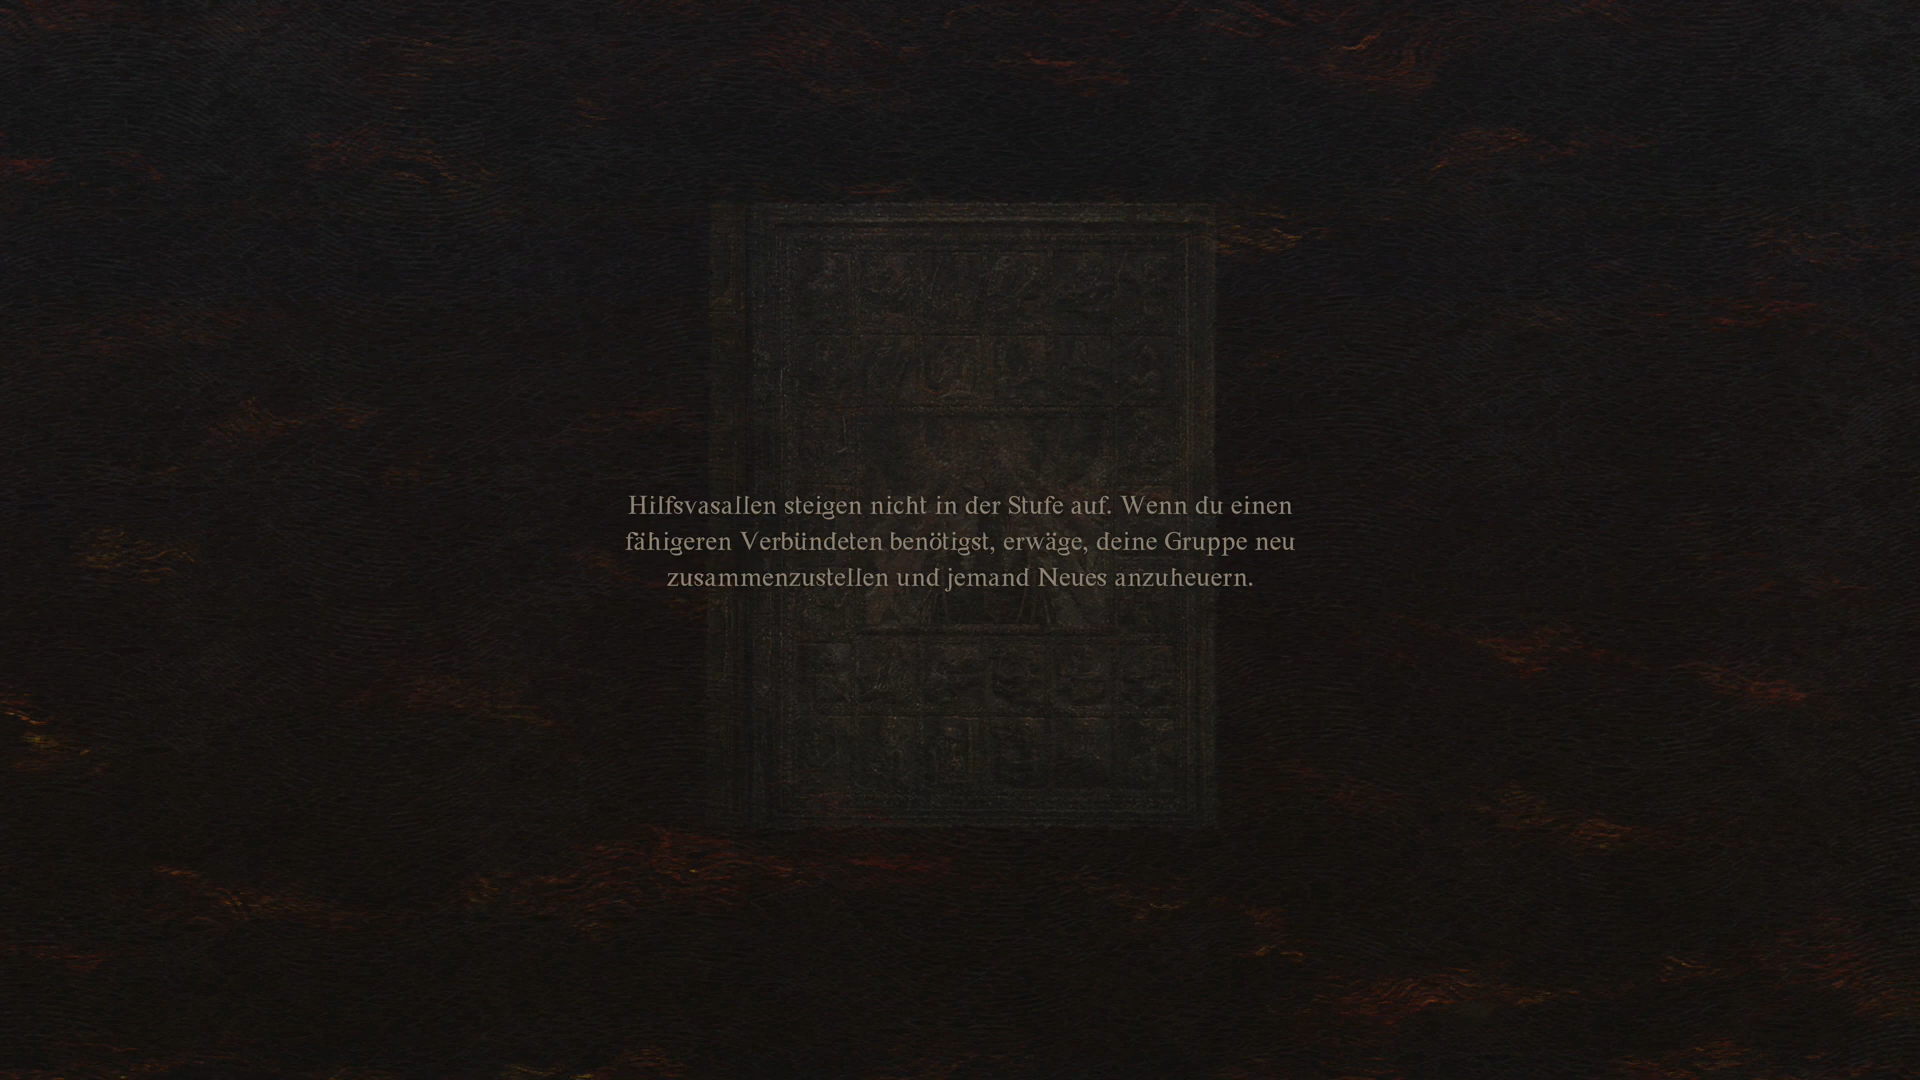 Hilfsvasallen steigen nicht in der Stufe auf. Wenn du einen
fähigeren Verbündeten benötigst, erwäge, deine Gruppe neu
zusammenzustellen und jemand Neues anzuheuern.